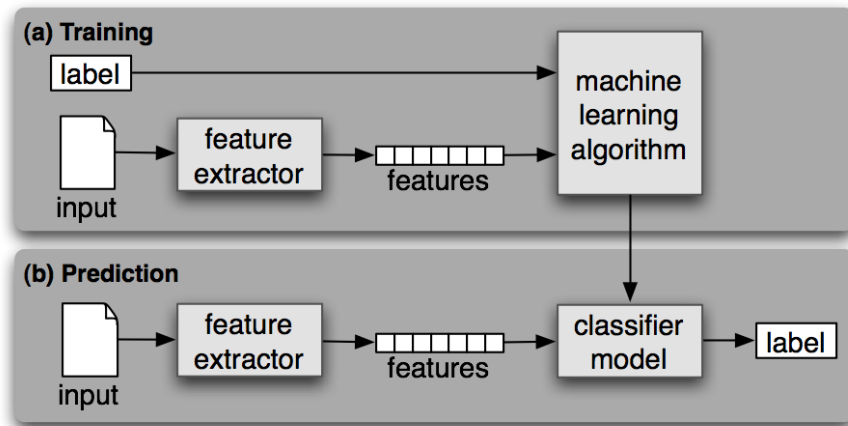 (a) Training
label
machine
learning
algorithm
feature
extractor
features
input
(b) Prediction
feature
extractor
features
classifier
model
label
input